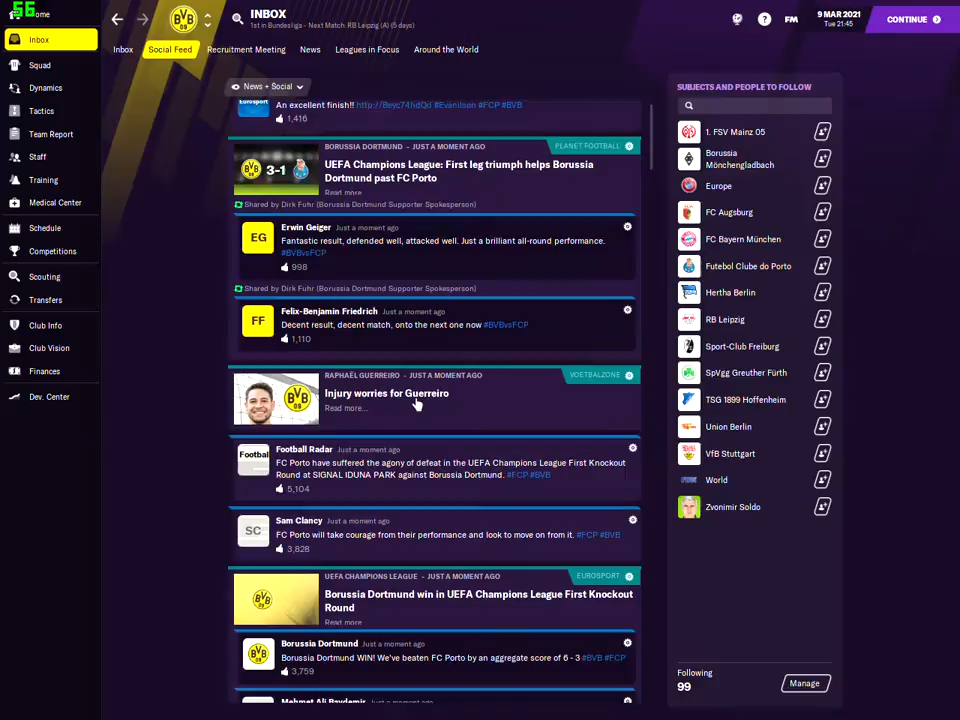 56
ome
INBOX
1st in Bundesliga - Next Match: RB Leipzig (A) (5 days)
FM
9 MAR 2021
Tue 21:45
CONTINUE
Inbox
Squad
Dynamics
Tactics
Team Report
Staff
Training
Medical Center
Schedule
Competitions
Scouting
Transfers
Club Info
Club Vision
Finances
Dev. Center
Inbox
Social Feed
Recruitment Meeting
News
Leagues in Focus
Around the World
News + Social
Eurosport
An excellent finish!! http://Beyc74hdQd #Evanilson #FCP #BVB
1,416
3-1
BORUSSIA DORTMUND - JUST A MOMENT AGO
PLANET FOOTBALL
UEFA Champions League: First leg triumph helps Borussia
Dortmund past FC Porto
Read more
Shared by Dirk Fuhr (Borussia Dortmund Supporter Spokesperson)
EG
Erwin Geiger Just a moment ago
Fantastic result, defended well, attacked well. Just a brilliant all-round performance.
#BVBvsFCP
998
Shared by Dirk Fuhr (Borussia Dortmund Supporter Spokesperson)
FF
Felix-Benjamin Friedrich Just a moment ago
Decent result, decent match, onto the next one now #BVBvsFCP
1,110
RAPHAËL GUERREIRO - JUST A MOMENT AGO
VOETBALZONE
Injury worries for Guerreiro
Read more...
Football
Football Radar Just a moment ago
FC Porto have suffered the agony of defeat in the UEFA Champions League First Knockout
Round at SIGNAL IDUNA PARK against Borussia Dortmund. #FCP #BVB
5,104
SC
Sam Clancy Just a moment ago
FC Porto will take courage from their performance and look to move on from it. #FCP #BVB
3,828
UEFA CHAMPIONS LEAGUE - JUST A MOMENT AGO
EUROSPORT
Borussia Dortmund win in UEFA Champions League First Knockout
Round
Read more
Borussia Dortmund Just a moment ago
Borussia Dortmund WIN! We've beaten FC Porto by an aggregate score of 6 - 3 #BVB #FCP
3,759
Mehmet Ali Baydemir Just a moment ago
SUBJECTS AND PEOPLE TO FOLLOW
1. FSV Mainz 05
Borussia
Mönchengladbach
Europe
FC Augsburg
FC Bayern München
Futebol Clube do Porto
Hertha Berlin
RB Leipzig
Sport-Club Freiburg
SpVgg Greuther Fürth
TSG 1899 Hoffenheim
Union Berlin
VfB Stuttgart
World
Zvonimir Soldo
Following
99
Manage